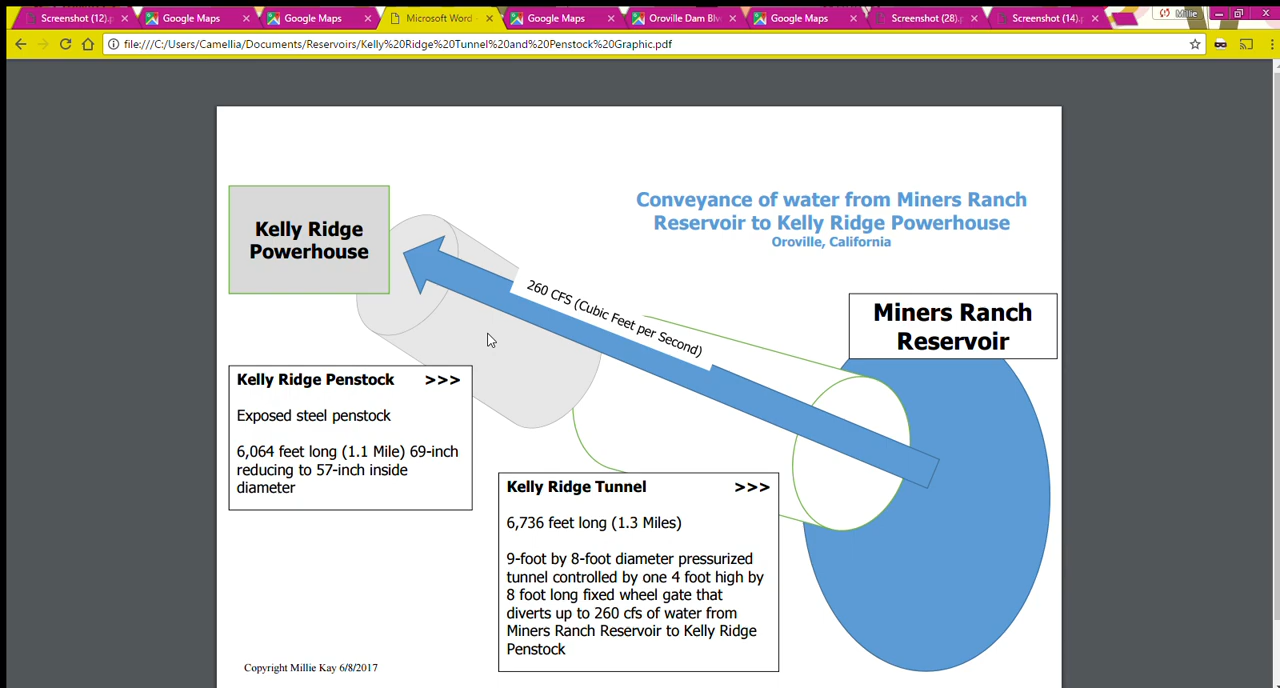 Screenshot (12).p
Google Maps
Google Maps
Microsoft Word
Google Maps
Oroville Dam Blv
Google Maps
Screenshot (28).p
Screenshot (14).p
Millie
file:///C:/Users/Camellia/Documents/Reservoirs/Kelly%20Ridge%20Tunnel%20and%20Penstock%20Graphic.pdf
Conveyance of water from Miners Ranch
Reservoir to Kelly Ridge Powerhouse
Oroville, California
Kelly Ridge
Powerhouse
260 CFS (Cubic Feet per Second)
Miners Ranch
Reservoir
Kelly Ridge Penstock >>>
Exposed steel penstock
6,064 feet long (1.1 Mile) 69-inch
reducing to 57-inch inside
diameter
Kelly Ridge Tunnel >>>
6,736 feet long (1.3 Miles)
9-foot by 8-foot diameter pressurized
tunnel controlled by one 4 foot high by
8 foot long fixed wheel gate that
diverts up to 260 cfs of water from
Miners Ranch Reservoir to Kelly Ridge
Penstock
Copyright Millie Kay 6/8/2017